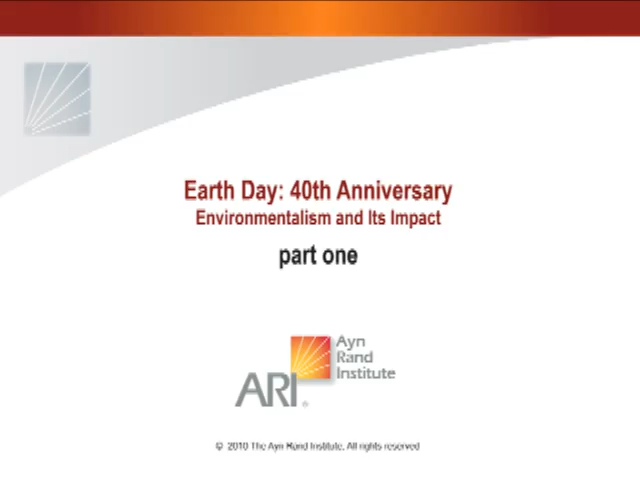 Earth Day: 40th Anniversary
Environmentalism and Its Impact
part one
Ayn
Rand
Institute
ARI
®
© 2010 The Ayn Rand Institute. All rights reserved